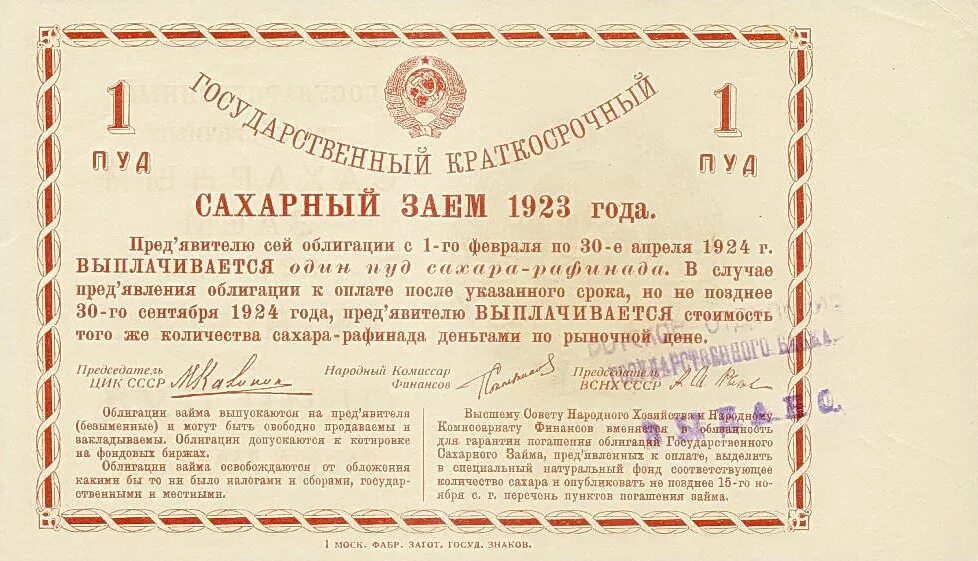 1 1
ПУД ПУД
ГОСУДАРСТВЕННЫЙ КРАТКОСРОЧНЫЙ
САХАРНЫЙ ЗАЕМ 1923 года.
Пред'явителю сей облигации с 1-го февраля по 30-е апреля 1924 г.
ВЫПЛАЧИВАЕТСЯ один пуд сахара-рафинада. В случае
пред'явления облигации к оплате после указанного срока, но не позднее
30-го сентября 1924 года, пред'явителю ВЫПЛАЧИВАЕТСЯ стоимость
того же количества сахара-рафинада деньгами по рыночной цене.
ГОСУДАРСТВЕННОГО БАНКА
Председатель
ЦИК СССР
Народный Комиссар
Финансов
Председатель
ВСНХ СССР
Облигации займа выпускаются на пред'явителя
(безыменные) и могут быть свободно продаваемы и
закладываемы. Облигации допускаются к котировке
на фондовых биржах.
Облигации займа освобождаются от обложения
какими бы то ни было налогами и сборами, государ-
ственными и местными.
Высшему Совету Народного Хозяйства и Народному
Комиссариату Финансов вменяется в обязанность
для гарантии погашения облигаций Государственного
Сахарного Займа, пред'явленных к оплате, выделить
в специальный натуральный фонд соответствующее
количество сахара и опубликовать не позднее 15-го но-
ября с. г. перечень пунктов погашения займа.
1 МОСК. ФАБР. ЗАГОТ. ГОСУД. ЗНАКОВ.